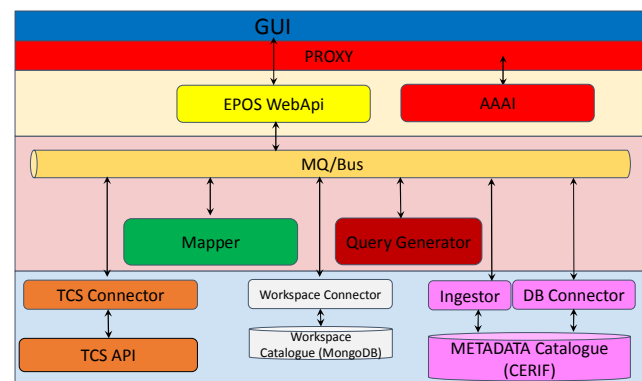 GUI
PROXY
EPOS WebApi
AAAI
MQ/Bus
Mapper
Query Generator
TCS Connector
Workspace Connector
Ingestor
DB Connector
TCS API
Workspace
Catalogue (MongoDB)
METADATA Catalogue
(CERIF)